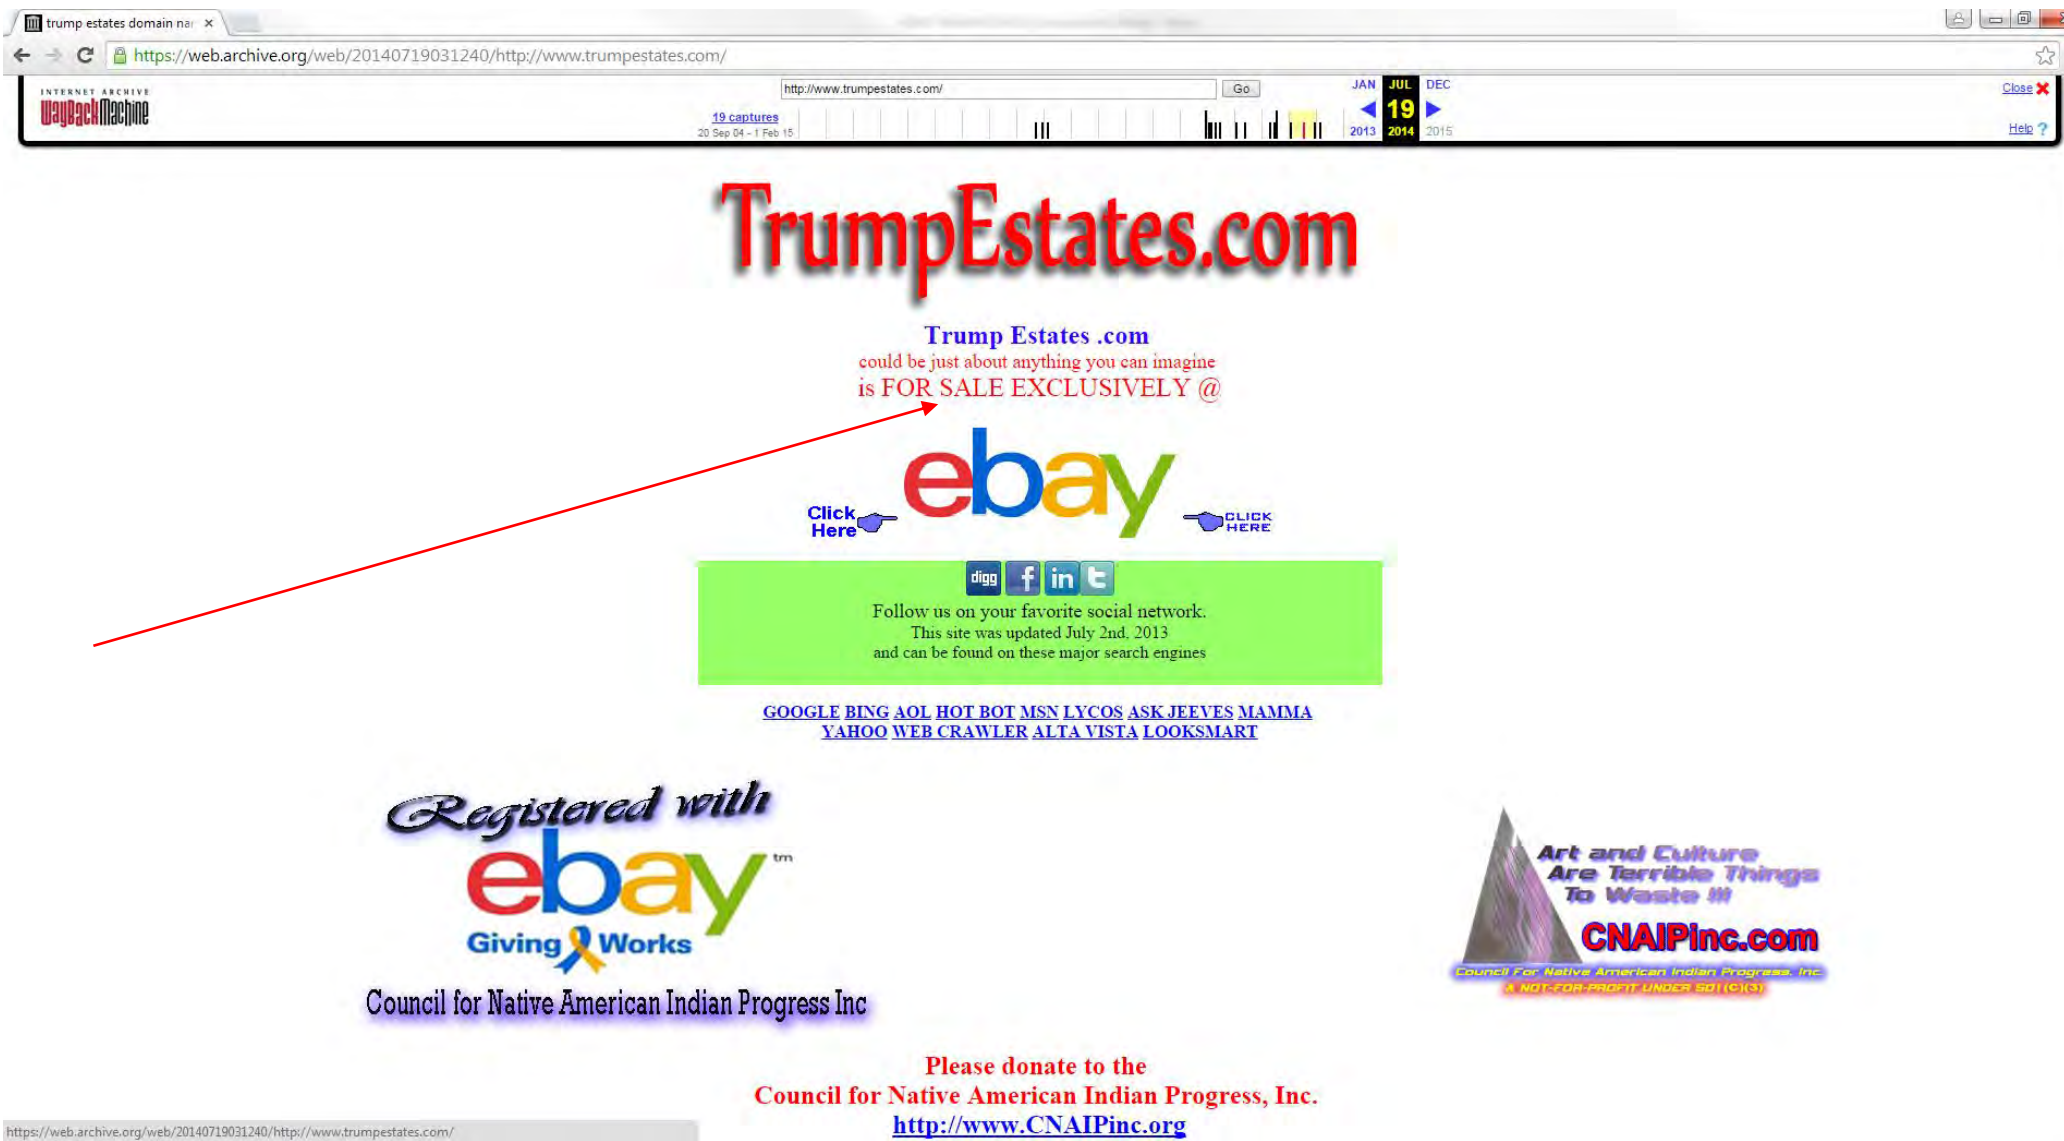 trump estates domain nar
https://web.archive.org/web/20140719031240/http://www.trumpestates.com/
INTERNET ARCHIVE
WayBackMachine
http://www.trumpestates.com/
Go
19 captures
20 Sep 04 - 1 Feb 15
JAN JUL DEC
19
2013 2014 2015
Close
Help ?
TrumpEstates.com
Trump Estates .com
could be just about anything you can imagine
is FOR SALE EXCLUSIVELY @
ebay
Click
Here
CLICK
HERE
digg f in t
Follow us on your favorite social network.
This site was updated July 2nd, 2013
and can be found on these major search engines
GOOGLE BING AOL HOT BOT MSN LYCOS ASK JEEVES MAMMA
YAHOO WEB CRAWLER ALTA VISTA LOOKSMART
Registered with
ebay tm
Giving Works
Council for Native American Indian Progress Inc
Art and Culture
Are Terrible Things
To Waste !!!
CNAIPinc.com
Council For Native American Indian Progress, Inc
A NOT-FOR-PROFIT UNDER 501(C)(3)
Please donate to the
Council for Native American Indian Progress, Inc.
http://www.CNAIPinc.org
https://web.archive.org/web/20140719031240/http://www.trumpestates.com/